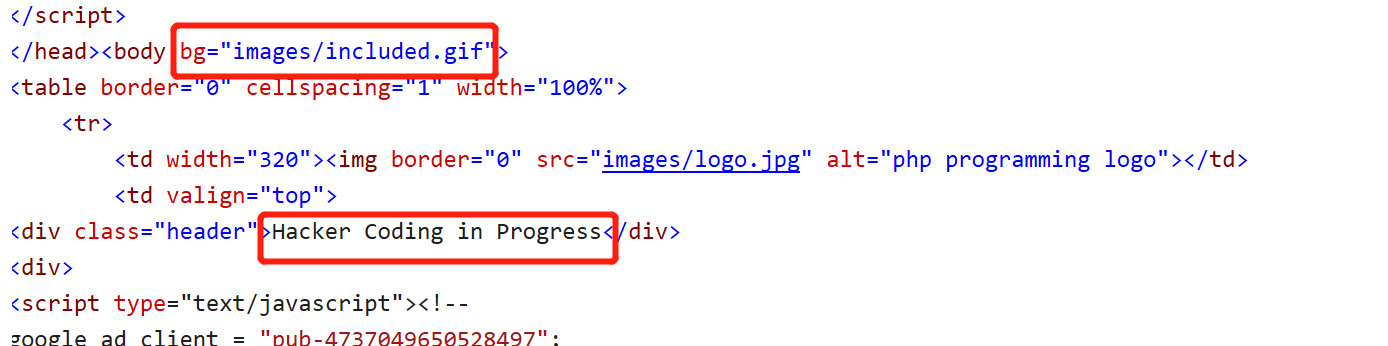 </script>
</head><body bg="images/included.gif">
<table border="0" cellspacing="1" width="100%">
<tr>
<td width="320"><img border="0" src="images/logo.jpg" alt="php programming logo"></td>
<td valign="top">
<div class="header">Hacker Coding in Progress</div>
<div>
<script type="text/javascript"><!--
google_ad_client = "pub-4737049650528497";